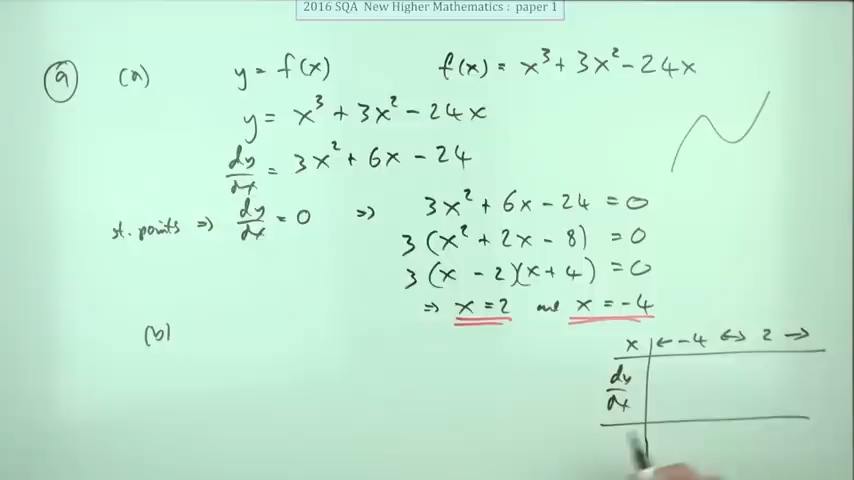 2016 SQA New Higher Mathematics : paper 1
9 (a) y = f(x) f(x) = x³ + 3x² - 24x
y = x³ + 3x² - 24x
dy/dx = 3x² + 6x - 24
st. points ⇒ dy/dx = 0 ⇒ 3x² + 6x - 24 = 0
3(x² + 2x - 8) = 0
3(x - 2)(x + 4) = 0
⇒ x = 2 and x = -4
(b)
x ← -4 ↔ 2 →
dy/dx